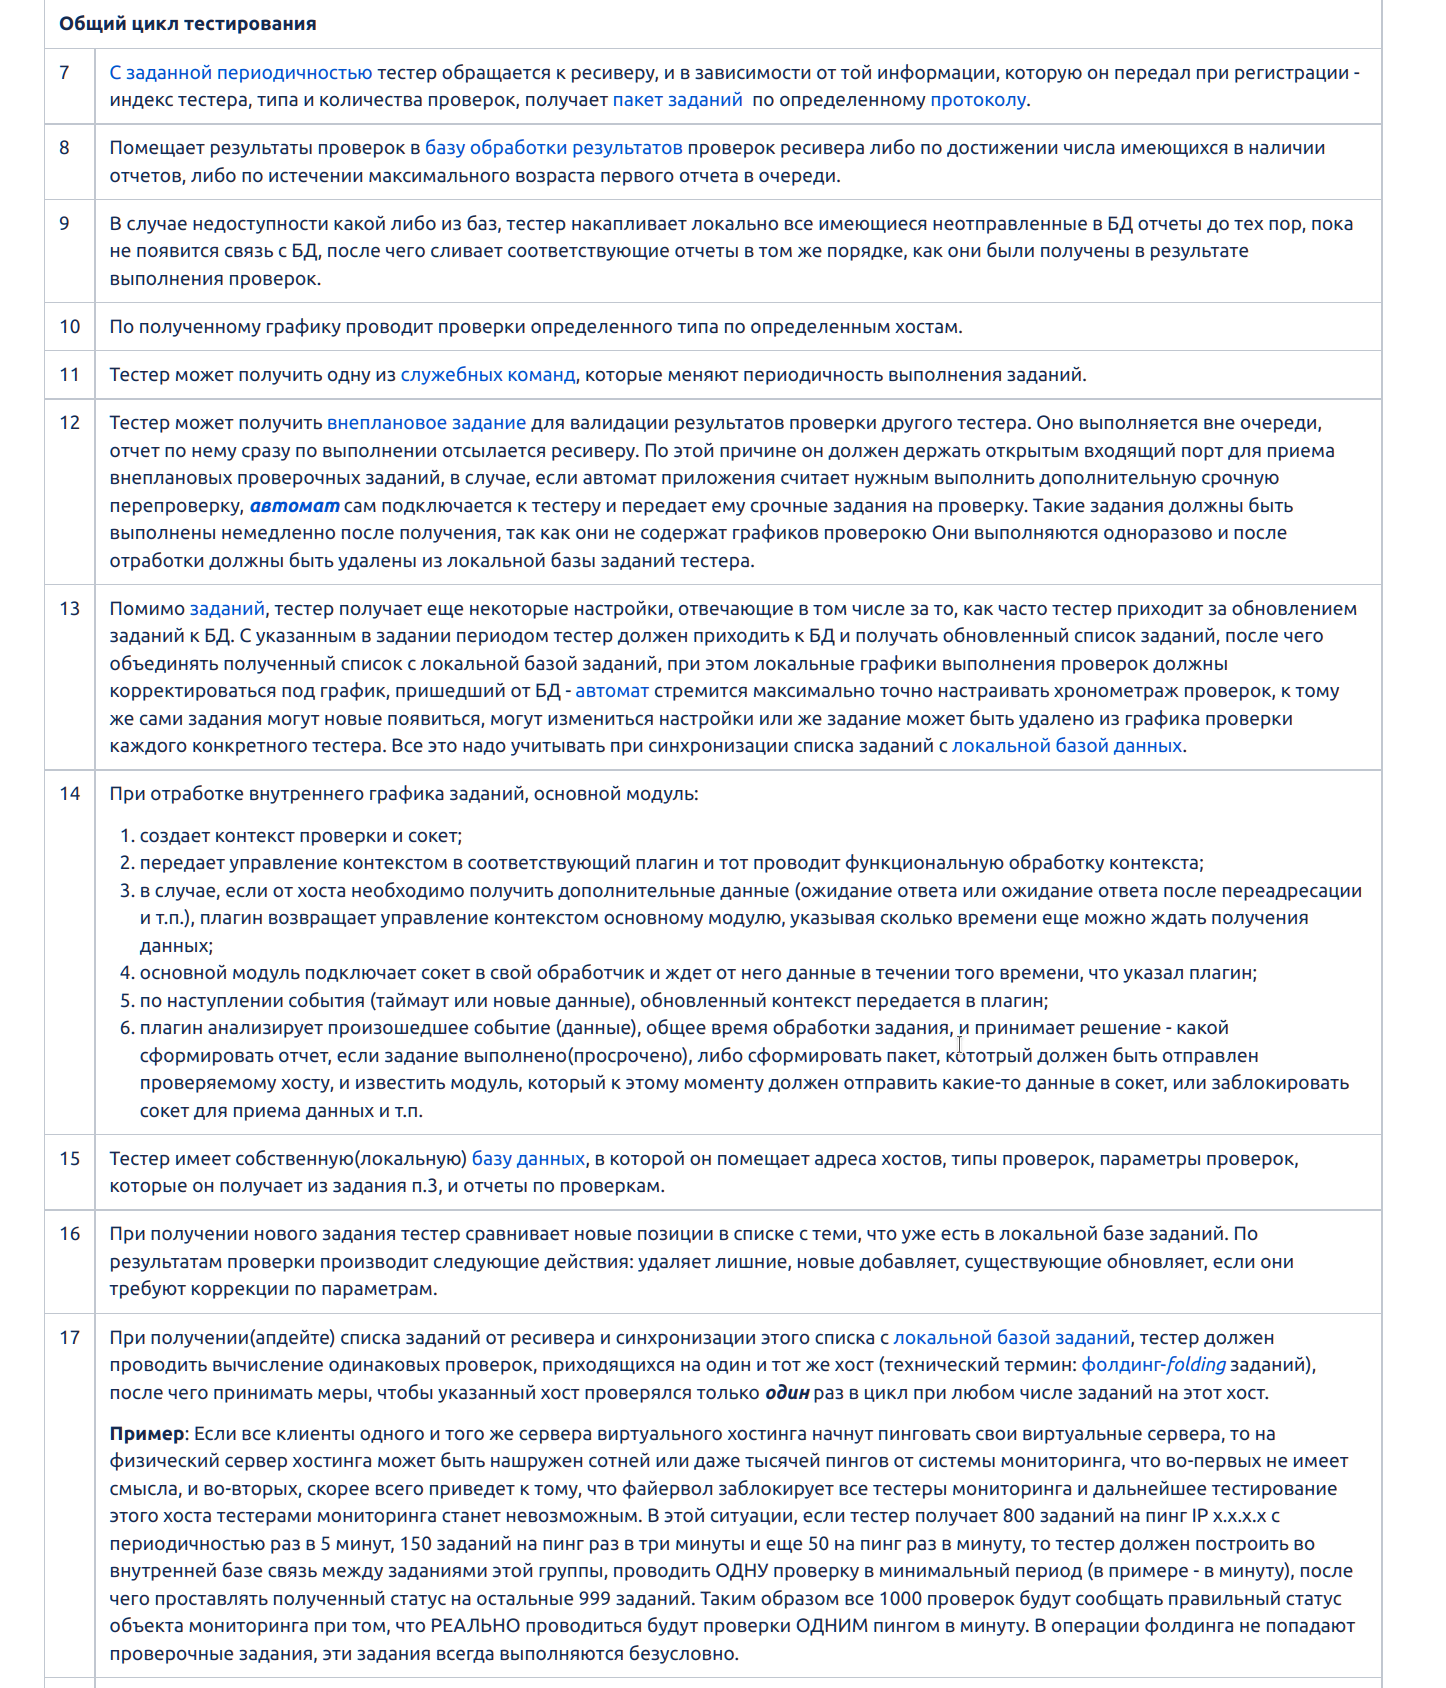 Общий цикл тестирования
7
С заданной периодичностью тестер обращается к ресиверу, и в зависимости от той информации, которую он передал при регистрации -
индекс тестера, типа и количества проверок, получает пакет заданий по определенному протоколу.
8
Помещает результаты проверок в базу обработки результатов проверок ресивера либо по достижении числа имеющихся в наличии
отчетов, либо по истечении максимального возраста первого отчета в очереди.
9
В случае недоступности какой либо из баз, тестер накапливает локально все имеющиеся неотправленные в БД отчеты до тех пор, пока
не появится связь с БД, после чего сливает соответствующие отчеты в том же порядке, как они были получены в результате
выполнения проверок.
10
По полученному графику проводит проверки определенного типа по определенным хостам.
11
Тестер может получить одну из служебных команд, которые меняют периодичность выполнения заданий.
12
Тестер может получить внеплановое задание для валидации результатов проверки другого тестера. Оно выполняется вне очереди,
отчет по нему сразу по выполнении отсылается ресиверу. По этой причине он должен держать открытым входящий порт для приема
внеплановых проверочных заданий, в случае, если автомат приложения считает нужным выполнить дополнительную срочную
перепроверку, автомат сам подключается к тестеру и передает ему срочные задания на проверку. Такие задания должны быть
выполнены немедленно после получения, так как они не содержат графиков проверокю Они выполняются одноразово и после
отработки должны быть удалены из локальной базы заданий тестера.
13
Помимо заданий, тестер получает еще некоторые настройки, отвечающие в том числе за то, как часто тестер приходит за обновлением
заданий к БД. С указанным в задании периодом тестер должен приходить к БД и получать обновленный список заданий, после чего
объединять полученный список с локальной базой заданий, при этом локальные графики выполнения проверок должны
корректироваться под график, пришедший от БД - автомат стремится максимально точно настраивать хронометраж проверок, к тому
же сами задания могут новые появиться, могут измениться настройки или же задание может быть удалено из графика проверки
каждого конкретного тестера. Все это надо учитывать при синхронизации списка заданий с локальной базой данных.
14
При отработке внутреннего графика заданий, основной модуль:
1. создает контекст проверки и сокет;
2. передает управление контекстом в соответствующий плагин и тот проводит функциональную обработку контекста;
3. в случае, если от хоста необходимо получить дополнительные данные (ожидание ответа или ожидание ответа после переадресации
и т.п.), плагин возвращает управление контекстом основному модулю, указывая сколько времени еще можно ждать получения
данных;
4. основной модуль подключает сокет в свой обработчик и ждет от него данные в течении того времени, что указал плагин;
5. по наступлении события (таймаут или новые данные), обновленный контекст передается в плагин;
6. плагин анализирует произошедшее событие (данные), общее время обработки задания, и принимает решение - какой
сформировать отчет, если задание выполнено(просрочено), либо сформировать пакет, кототрый должен быть отправлен
проверяемому хосту, и известить модуль, который к этому моменту должен отправить какие-то данные в сокет, или заблокировать
сокет для приема данных и т.п.
15
Тестер имеет собственную(локальную) базу данных, в которой он помещает адреса хостов, типы проверок, параметры проверок,
которые он получает из задания п.3, и отчеты по проверкам.
16
При получении нового задания тестер сравнивает новые позиции в списке с теми, что уже есть в локальной базе заданий. По
результатам проверки производит следующие действия: удаляет лишние, новые добавляет, существующие обновляет, если они
требуют коррекции по параметрам.
17
При получении(апдейте) списка заданий от ресивера и синхронизации этого списка с локальной базой заданий, тестер должен
проводить вычисление одинаковых проверок, приходящихся на один и тот же хост (технический термин: фолдинг-folding заданий),
после чего принимать меры, чтобы указанный хост проверялся только один раз в цикл при любом числе заданий на этот хост.
Пример: Если все клиенты одного и того же сервера виртуального хостинга начнут пинговать свои виртуальные сервера, то на
физический сервер хостинга может быть нашружен сотней или даже тысячей пингов от системы мониторинга, что во-первых не имеет
смысла, и во-вторых, скорее всего приведет к тому, что файервол заблокирует все тестеры мониторинга и дальнейшее тестирование
этого хоста тестерами мониторинга станет невозможным. В этой ситуации, если тестер получает 800 заданий на пинг IP x.x.x.x с
периодичностью раз в 5 минут, 150 заданий на пинг раз в три минуты и еще 50 на пинг раз в минуту, то тестер должен построить во
внутренней базе связь между заданиями этой группы, проводить ОДНУ проверку в минимальный период (в примере - в минуту), после
чего проставлять полученный статус на остальные 999 заданий. Таким образом все 1000 проверок будут сообщать правильный статус
объекта мониторинга при том, что РЕАЛЬНО проводиться будут проверки ОДНИМ пингом в минуту. В операции фолдинга не попадают
проверочные задания, эти задания всегда выполняются безусловно.